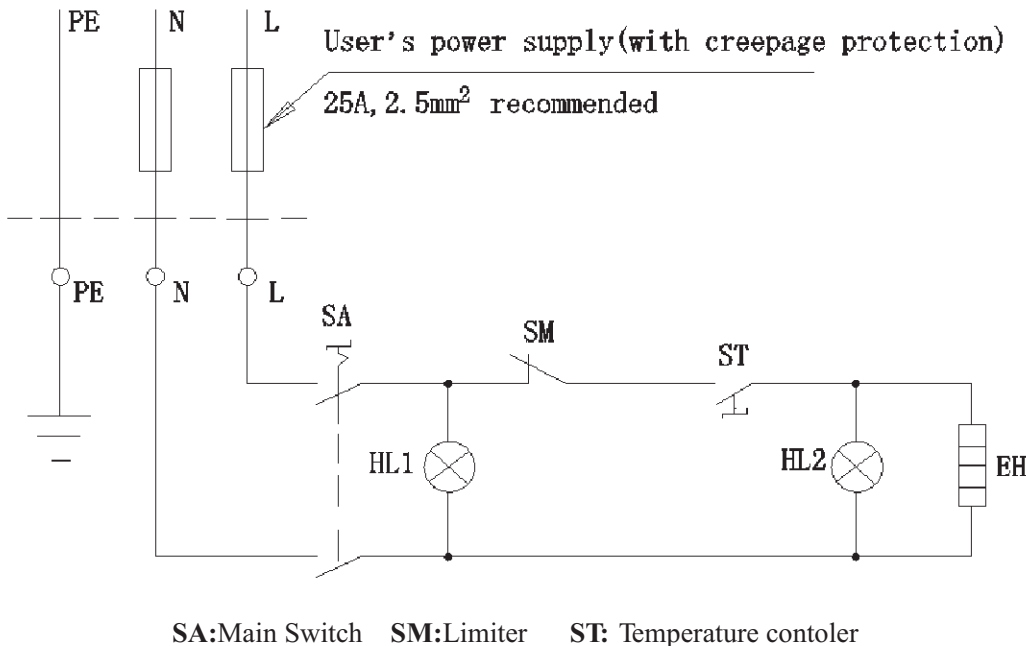 PE N L
User's power supply(with creepage protection)
25A, 2.5mm² recommended
PE N L
SA
SM
ST
HL1
HL2
EH
SA:Main Switch SM:Limiter ST: Temperature contoler